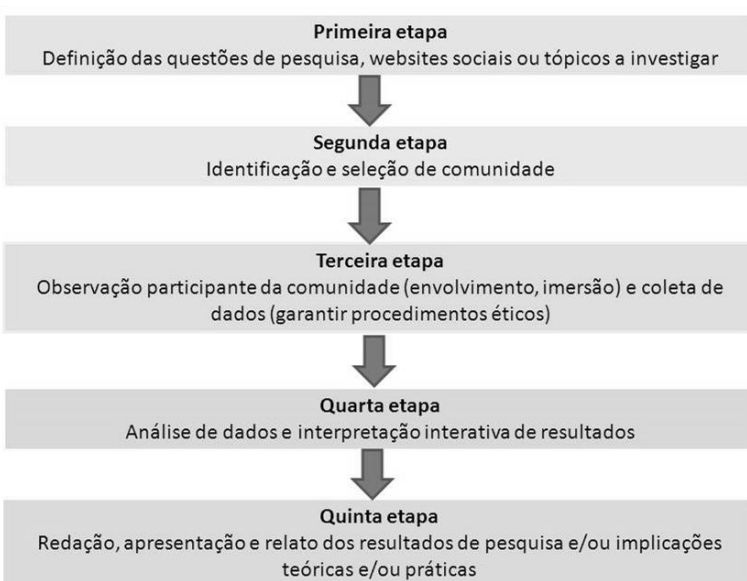 Primeira etapa
Definição das questões de pesquisa, websites sociais ou tópicos a investigar
Segunda etapa
Identificação e seleção de comunidade
Terceira etapa
Observação participante da comunidade (envolvimento, imersão) e coleta de
dados (garantir procedimentos éticos)
Quarta etapa
Análise de dados e interpretação interativa de resultados
Quinta etapa
Redação, apresentação e relato dos resultados de pesquisa e/ou implicações
teóricas e/ou práticas